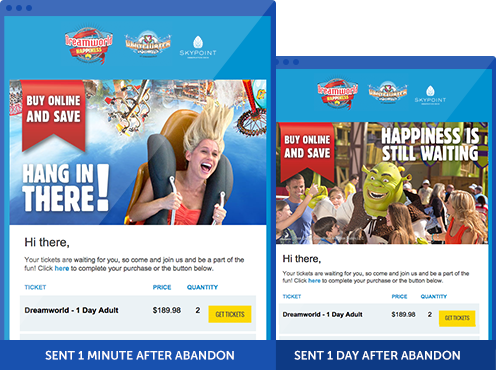 Dreamworld
HAPPINESS
WhiteWater
World
SKYPOINT
BUY ONLINE
AND SAVE
HANG IN
THERE!
Hi there,
Your tickets are waiting for you, so come and join us and be a part of the
fun! Click here to complete your purchase or the button below.
TICKET PRICE QUANTITY
Dreamworld - 1 Day Adult $189.98 2 GET TICKETS
SENT 1 MINUTE AFTER ABANDON
Dreamworld
HAPPINESS
WhiteWater
World
SKYPOINT
BUY ONLINE
AND SAVE
HAPPINESS IS
STILL WAITING
Hi there,
Your tickets are waiting for you, so come and join us and be a part of the
fun! Click here to complete your purchase or the button below.
TICKET PRICE QUANTITY
Dreamworld - 1 Day Adult $189.98 2 GET TICKETS
SENT 1 DAY AFTER ABANDON